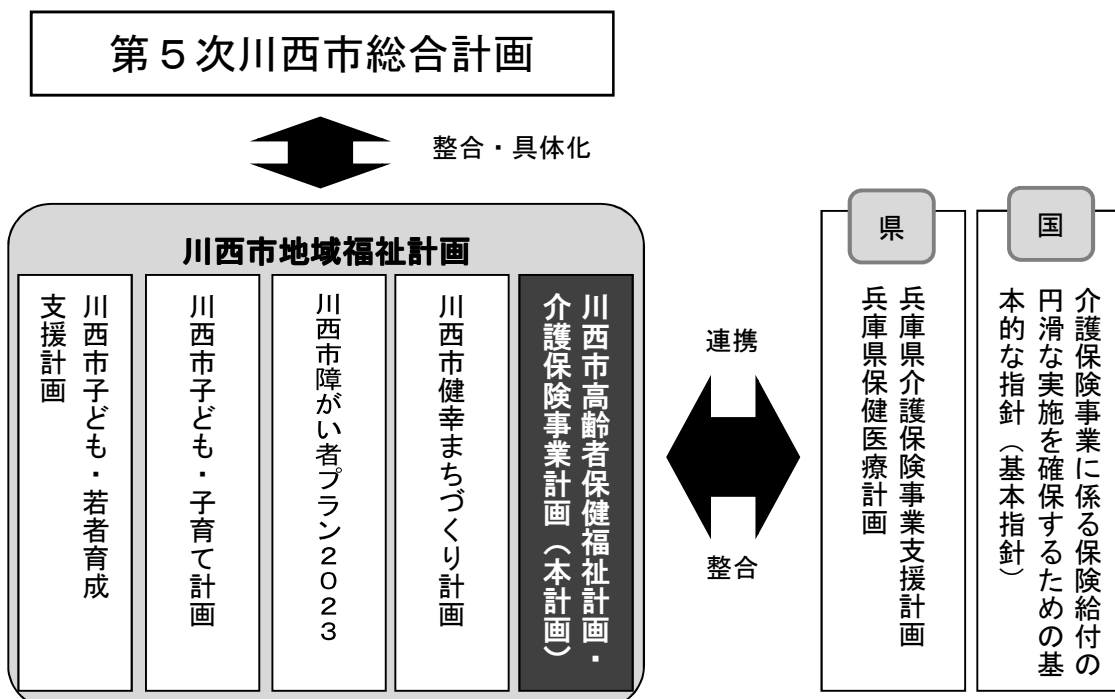 第５次川西市総合計画
整合・具体化
川西市地域福祉計画
川西市子ども・若者育成
支援計画
川西市子ども・子育て計画
川西市障がい者プラン２０２３
川西市健幸まちづくり計画
川西市高齢者保健福祉計画・
介護保険事業計画（本計画）
連携
整合
県
兵庫県介護保険事業支援計画
兵庫県保健医療計画
国
介護保険事業に係る保険給付の
円滑な実施を確保するための基
本的な指針（基本指針）